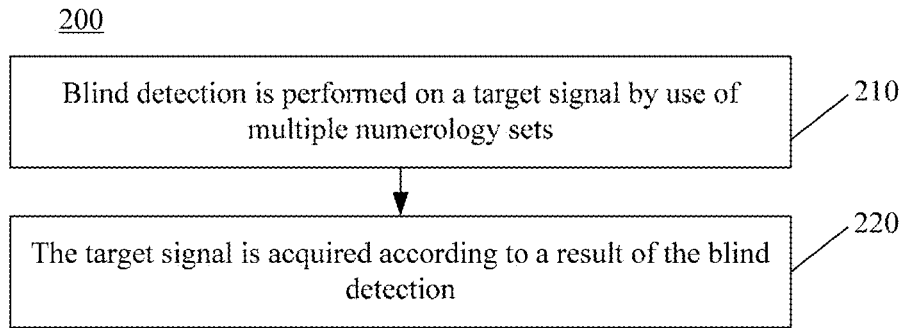 200
Blind detection is performed on a target signal by use of
multiple numerology sets
210
The target signal is acquired according to a result of the blind
detection
220